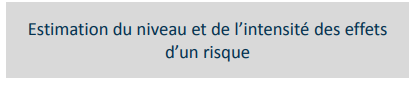 Estimation du niveau et de l’intensité des effets
d’un risque